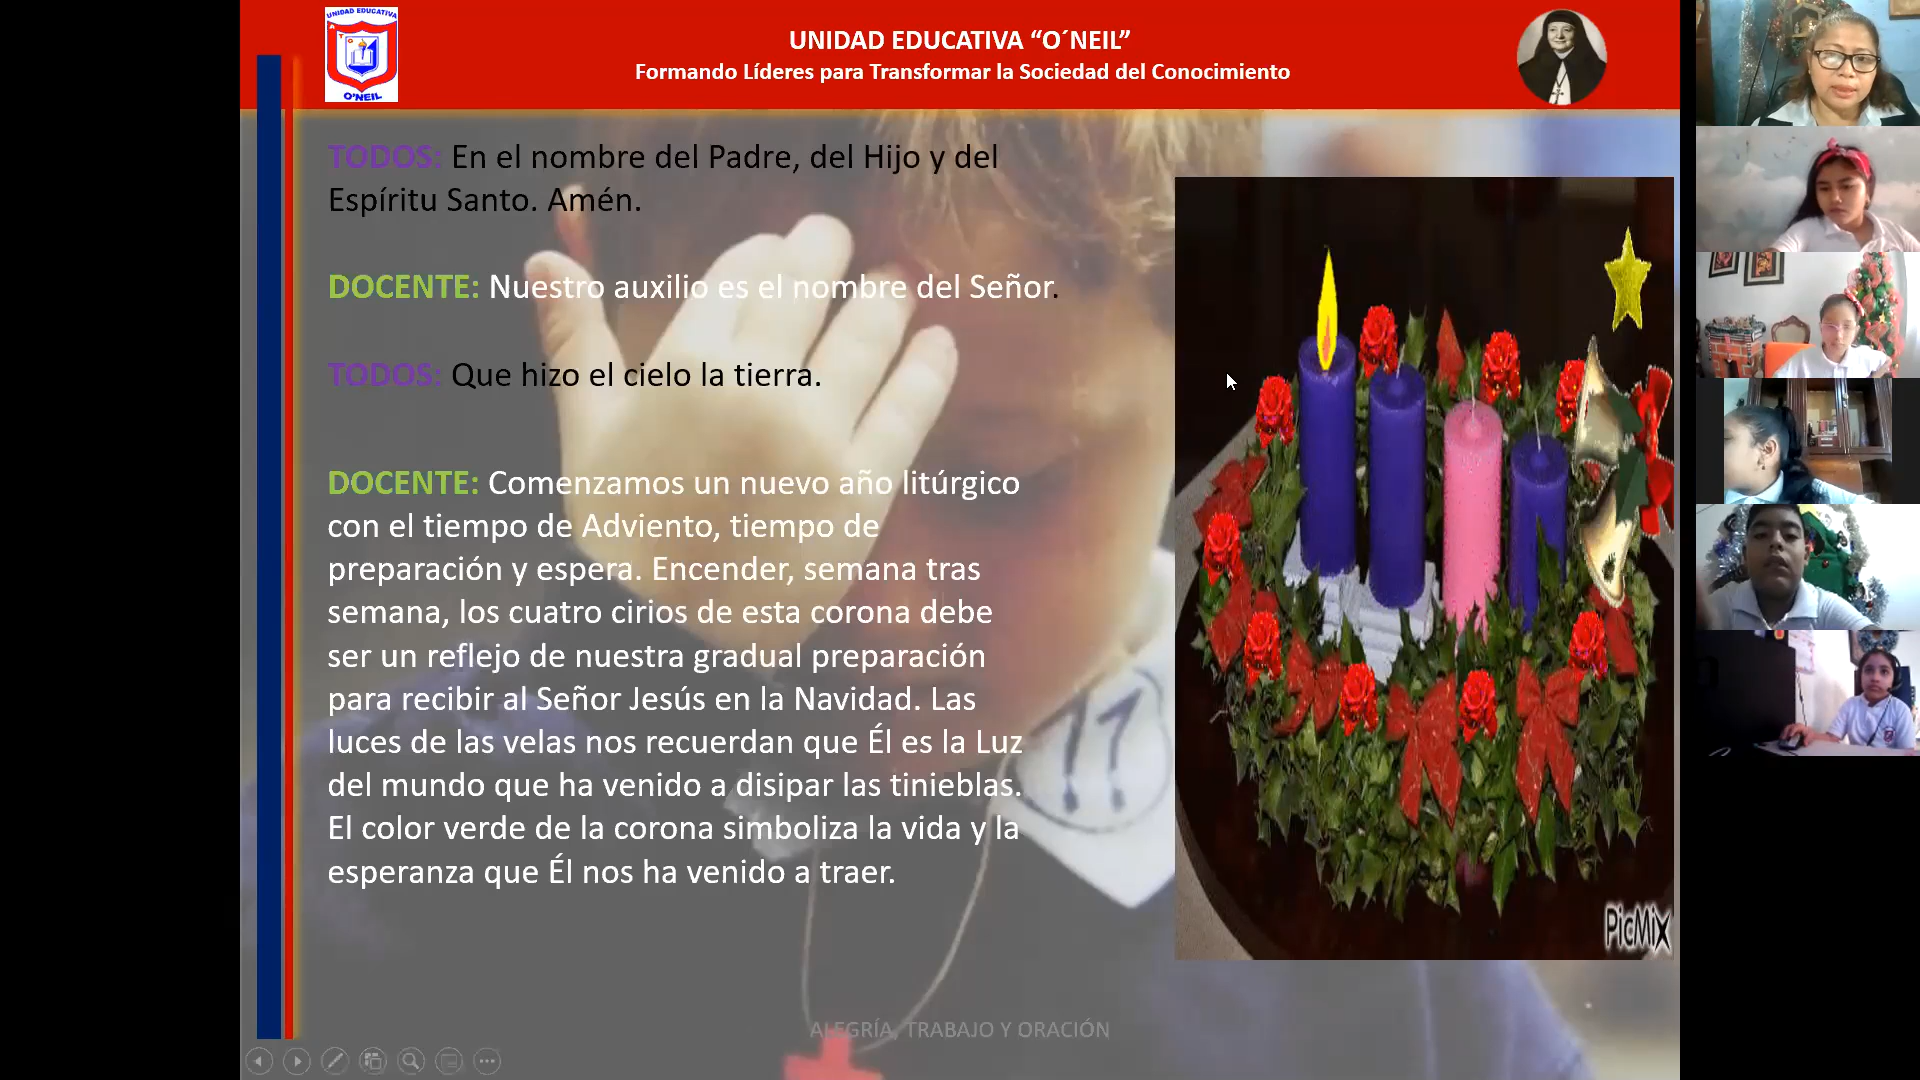 UNIDAD EDUCATIVA
A T O
O'NEIL
UNIDAD EDUCATIVA “O´NEIL”
Formando Líderes para Transformar la Sociedad del Conocimiento
TODOS: En el nombre del Padre, del Hijo y del
Espíritu Santo. Amén.
DOCENTE: Nuestro auxilio es el nombre del Señor.
TODOS: Que hizo el cielo la tierra.
DOCENTE: Comenzamos un nuevo año litúrgico
con el tiempo de Adviento, tiempo de
preparación y espera. Encender, semana tras
semana, los cuatro cirios de esta corona debe
ser un reflejo de nuestra gradual preparación
para recibir al Señor Jesús en la Navidad. Las
luces de las velas nos recuerdan que Él es la Luz
del mundo que ha venido a disipar las tinieblas.
El color verde de la corona simboliza la vida y la
esperanza que Él nos ha venido a traer.
PicMix
ALEGRÍA, TRABAJO Y ORACIÓN